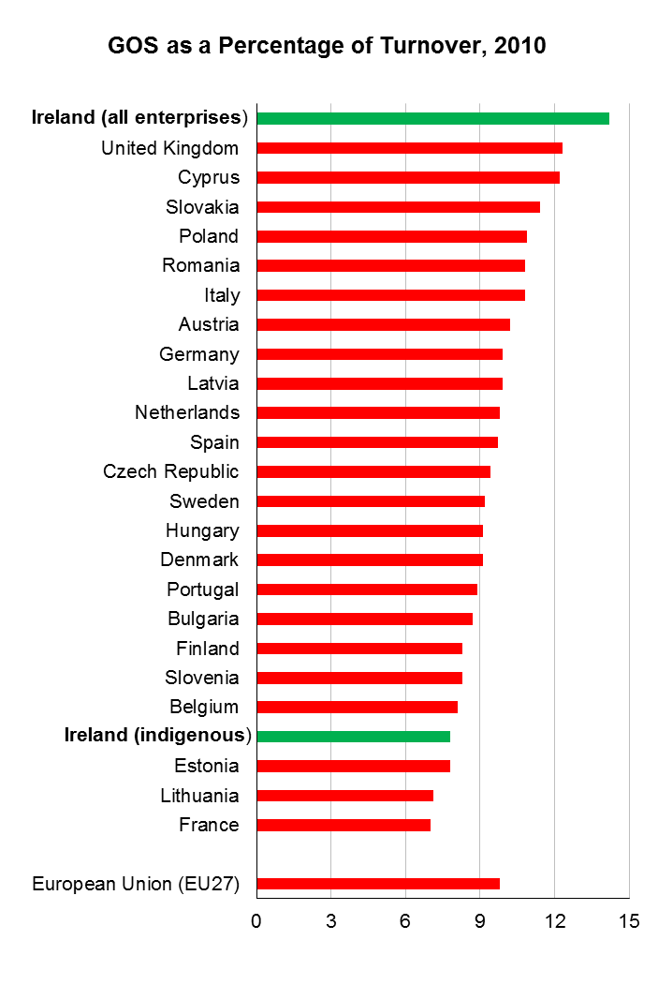 GOS as a Percentage of Turnover, 2010
Ireland (all enterprises)
United Kingdom
Cyprus
Slovakia
Poland
Romania
Italy
Austria
Germany
Latvia
Netherlands
Spain
Czech Republic
Sweden
Hungary
Denmark
Portugal
Bulgaria
Finland
Slovenia
Belgium
Ireland (indigenous)
Estonia
Lithuania
France
European Union (EU27)
0 3 6 9 12 15